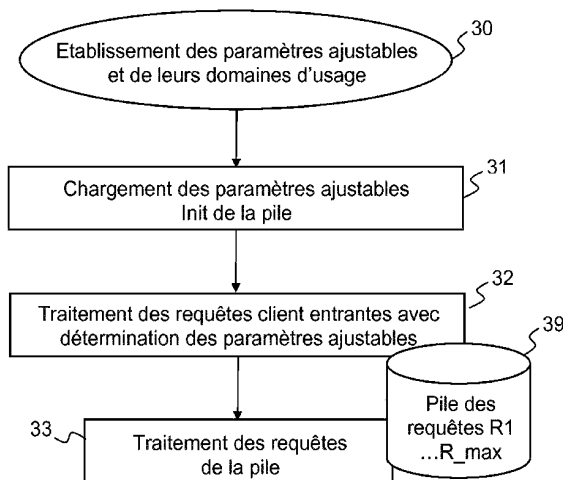 Etablissement des paramètres ajustables
et de leurs domaines d'usage
30
31
Chargement des paramètres ajustables
Init de la pile
32
Traitement des requêtes client entrantes avec
détermination des paramètres ajustables
39
Pile des
requêtes R1
...R_max
33
Traitement des requêtes
de la pile